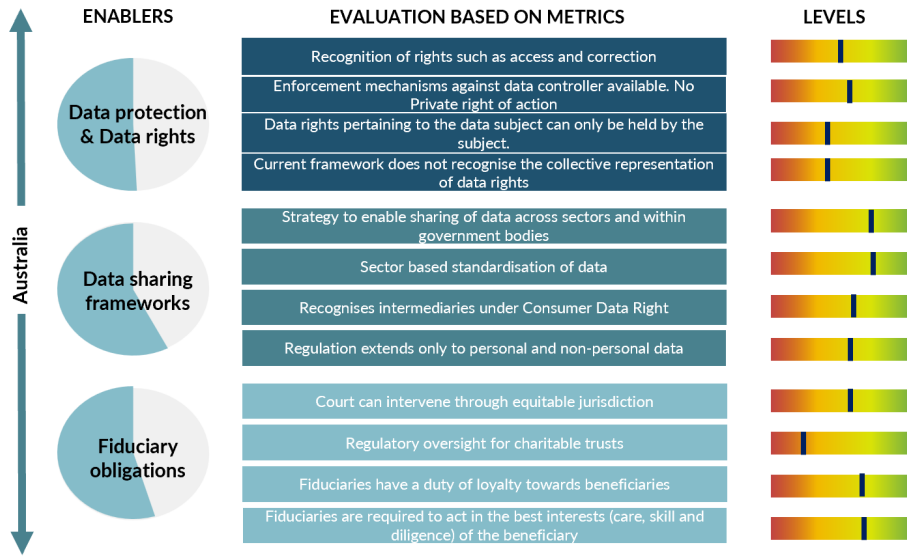 ENABLERS
EVALUATION BASED ON METRICS
LEVELS
Australia
Data protection
& Data rights
Recognition of rights such as access and correction
Enforcement mechanisms against data controller available. No
Private right of action
Data rights pertaining to the data subject can only be held by the
subject.
Current framework does not recognise the collective representation
of data rights
Data sharing
frameworks
Strategy to enable sharing of data across sectors and within
government bodies
Sector based standardisation of data
Recognises intermediaries under Consumer Data Right
Regulation extends only to personal and non-personal data
Fiduciary
obligations
Court can intervene through equitable jurisdiction
Regulatory oversight for charitable trusts
Fiduciaries have a duty of loyalty towards beneficiaries
Fiduciaries are required to act in the best interests (care, skill and
diligence) of the beneficiary